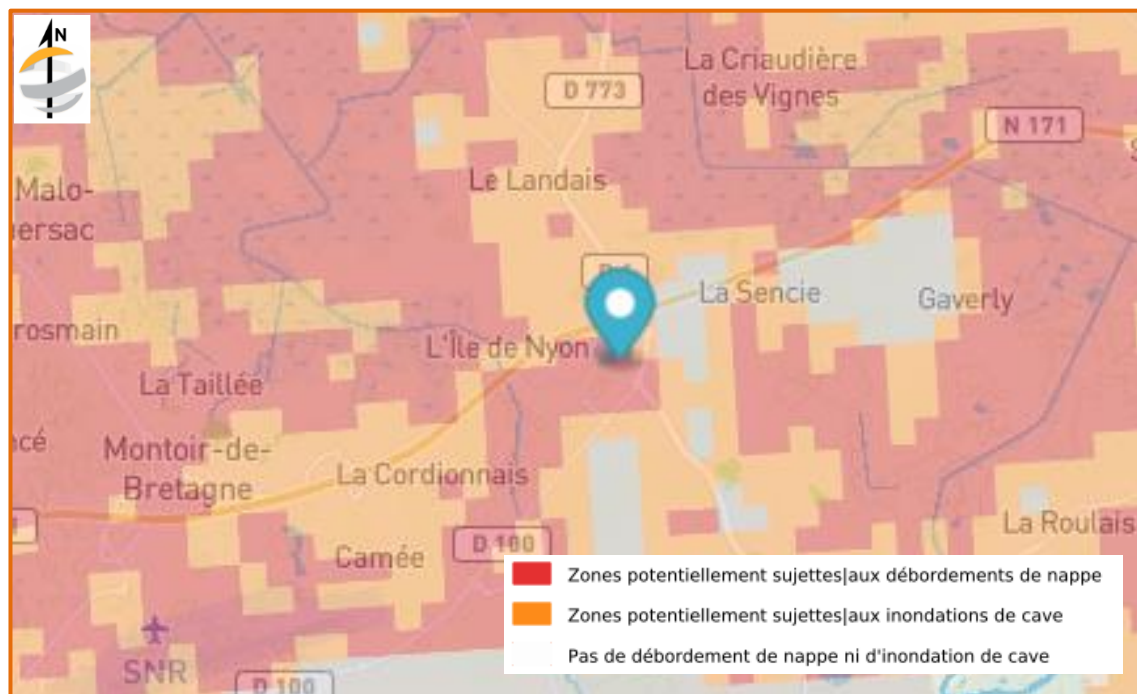 N
D 773
La Criaudière
des Vignes
N 171
Malo-
ersac
Le Landais
La Sencie
Gaverly
rosmain
L'Île de Nyon
La Taillée
Montoir-de-
Bretagne
La Cordionnais
La Roulais
Camée
D 100
SNR
D 100
Zones potentiellement sujettes|aux débordements de nappe
Zones potentiellement sujettes|aux inondations de cave
Pas de débordement de nappe ni d'inondation de cave